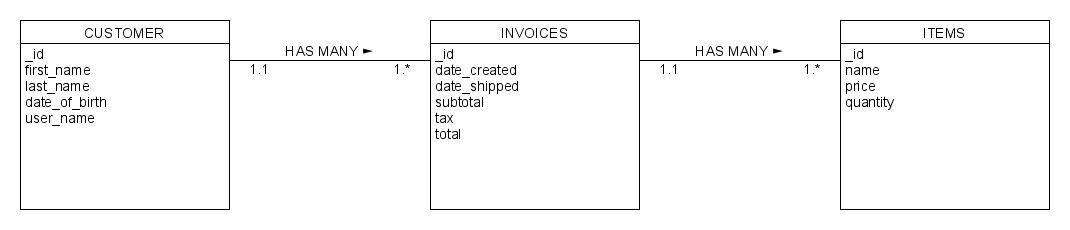 CUSTOMER
_id
first_name
last_name
date_of_birth
user_name
HAS MANY ►
1.1
1.*
INVOICES
_id
date_created
date_shipped
subtotal
tax
total
HAS MANY ►
1.1
1.*
ITEMS
_id
name
price
quantity